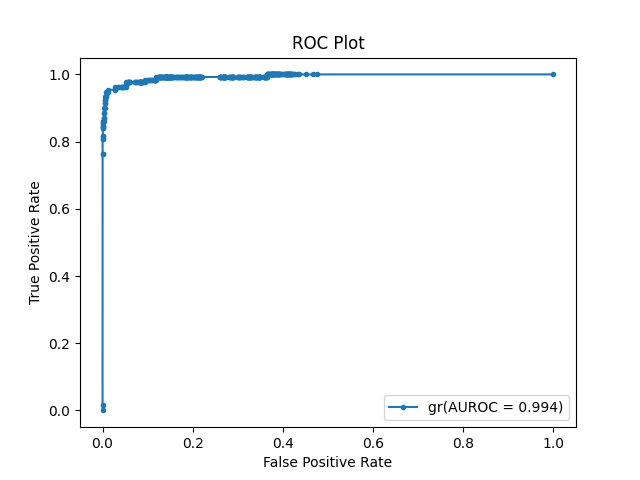 ROC Plot
1.0
0.8
0.6
0.4
0.2
0.0
True Positive Rate
gr(AUROC = 0.994)
0.0 0.2 0.4 0.6 0.8 1.0
False Positive Rate